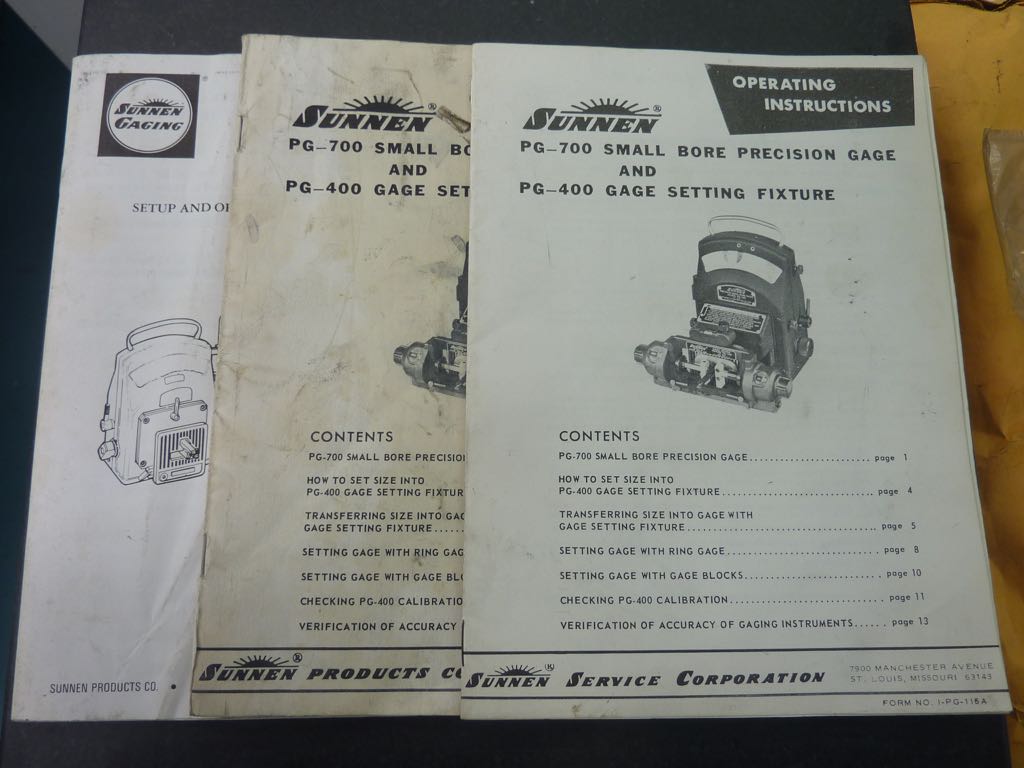 SUNNEN
GAGING
SETUP AND OP
SUNNEN PRODUCTS CO. •
SUNNEN®
PG-700 SMALL BO
AND
PG-400 GAGE SET
CONTENTS
PG-700 SMALL BORE PRECISIO
HOW TO SET SIZE INTO
PG-400 GAGE SETTING FIXTUR
TRANSFERRING SIZE INTO GAG
GAGE SETTING FIXTURE.....
SETTING GAGE WITH RING GAG
SETTING GAGE WITH GAGE BLO
CHECKING PG-400 CALIBRATIO
VERIFICATION OF ACCURACY
SUNNEN® PRODUCTS CO
OPERATING
INSTRUCTIONS
SUNNEN®
PG-700 SMALL BORE PRECISION GAGE
AND
PG-400 GAGE SETTING FIXTURE
CONTENTS
PG-700 SMALL BORE PRECISION GAGE........................ page 1
HOW TO SET SIZE INTO
PG-400 GAGE SETTING FIXTURE.............................. page 4
TRANSFERRING SIZE INTO GAGE WITH
GAGE SETTING FIXTURE..................................... page 5
SETTING GAGE WITH RING GAGE.............................. page 8
SETTING GAGE WITH GAGE BLOCKS........................... page 10
CHECKING PG-400 CALIBRATION.............................. page 11
VERIFICATION OF ACCURACY OF GAGING INSTRUMENTS...... page 13
SUNNEN® SERVICE CORPORATION
7900 MANCHESTER AVENUE
ST. LOUIS, MISSOURI 63143
FORM NO. I-PG-115A